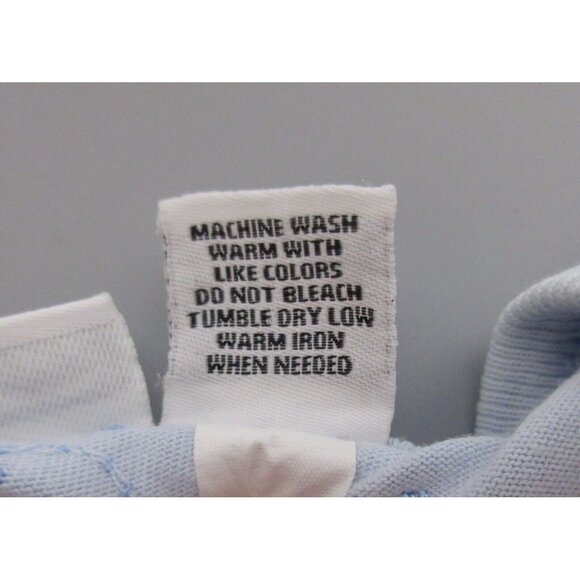 MACHINE WASH
WARM WITH
LIKE COLORS
DO NOT BLEACH
TUMBLE DRY LOW
WARM IRON
WHEN NEEDED